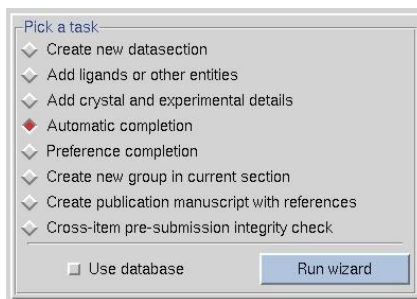 Pick a task
Create new datasection
Add ligands or other entities
Add crystal and experimental details
Automatic completion
Preference completion
Create new group in current section
Create publication manuscript with references
Cross-item pre-submission integrity check
Use database
Run wizard